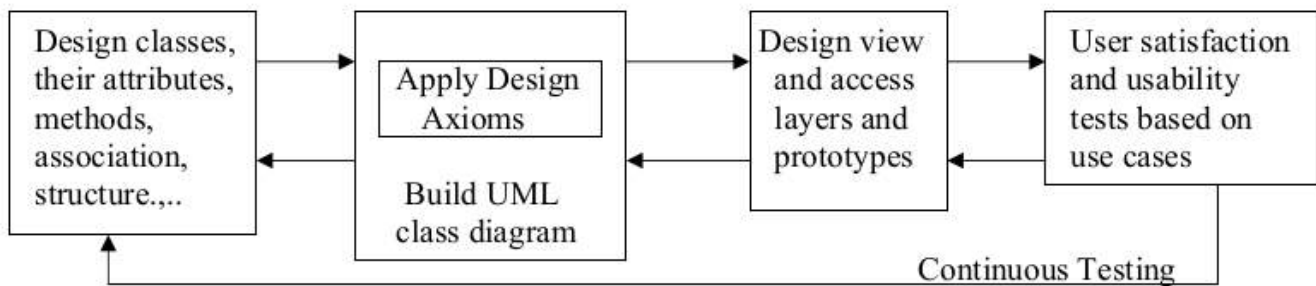 Design classes,
their attributes,
methods,
association,
structure.,..
Apply Design
Axioms
Build UML
class diagram
Design view
and access
layers and
prototypes
User satisfaction
and usability
tests based on
use cases
Continuous Testing